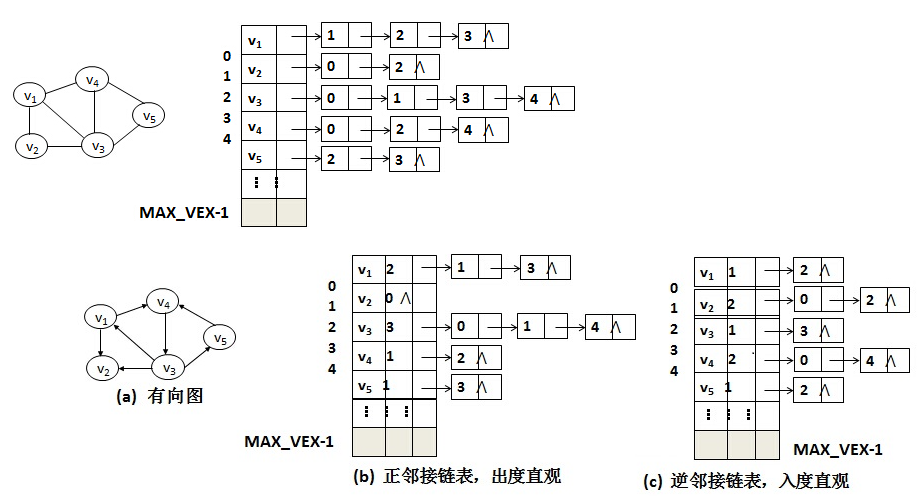 v1 v4 v5 v2 v3
0 1 2 3 4
v1 1 2 3 ∧
v2 0 2 ∧
v3 0 1 3 4 ∧
v4 0 2 4 ∧
v5 2 3 ∧
⋮ ⋮
MAX_VEX-1
v1 v4 v5 v2 v3
(a) 有向图
0 1 2 3 4
v1 2 1 3 ∧
v2 0 ∧
v3 3 0 1 4 ∧
v4 1 2 ∧
v5 1 3 ∧
⋮ ⋮ ⋮
MAX_VEX-1
(b) 正邻接链表，出度直观
0 1 2 3 4
v1 1 2 ∧
v2 2 0 2 ∧
v3 1 3 ∧
v4 2 0 4 ∧
v5 1 2 ∧
⋮ ⋮ ⋮
MAX_VEX-1
(c) 逆邻接链表，入度直观